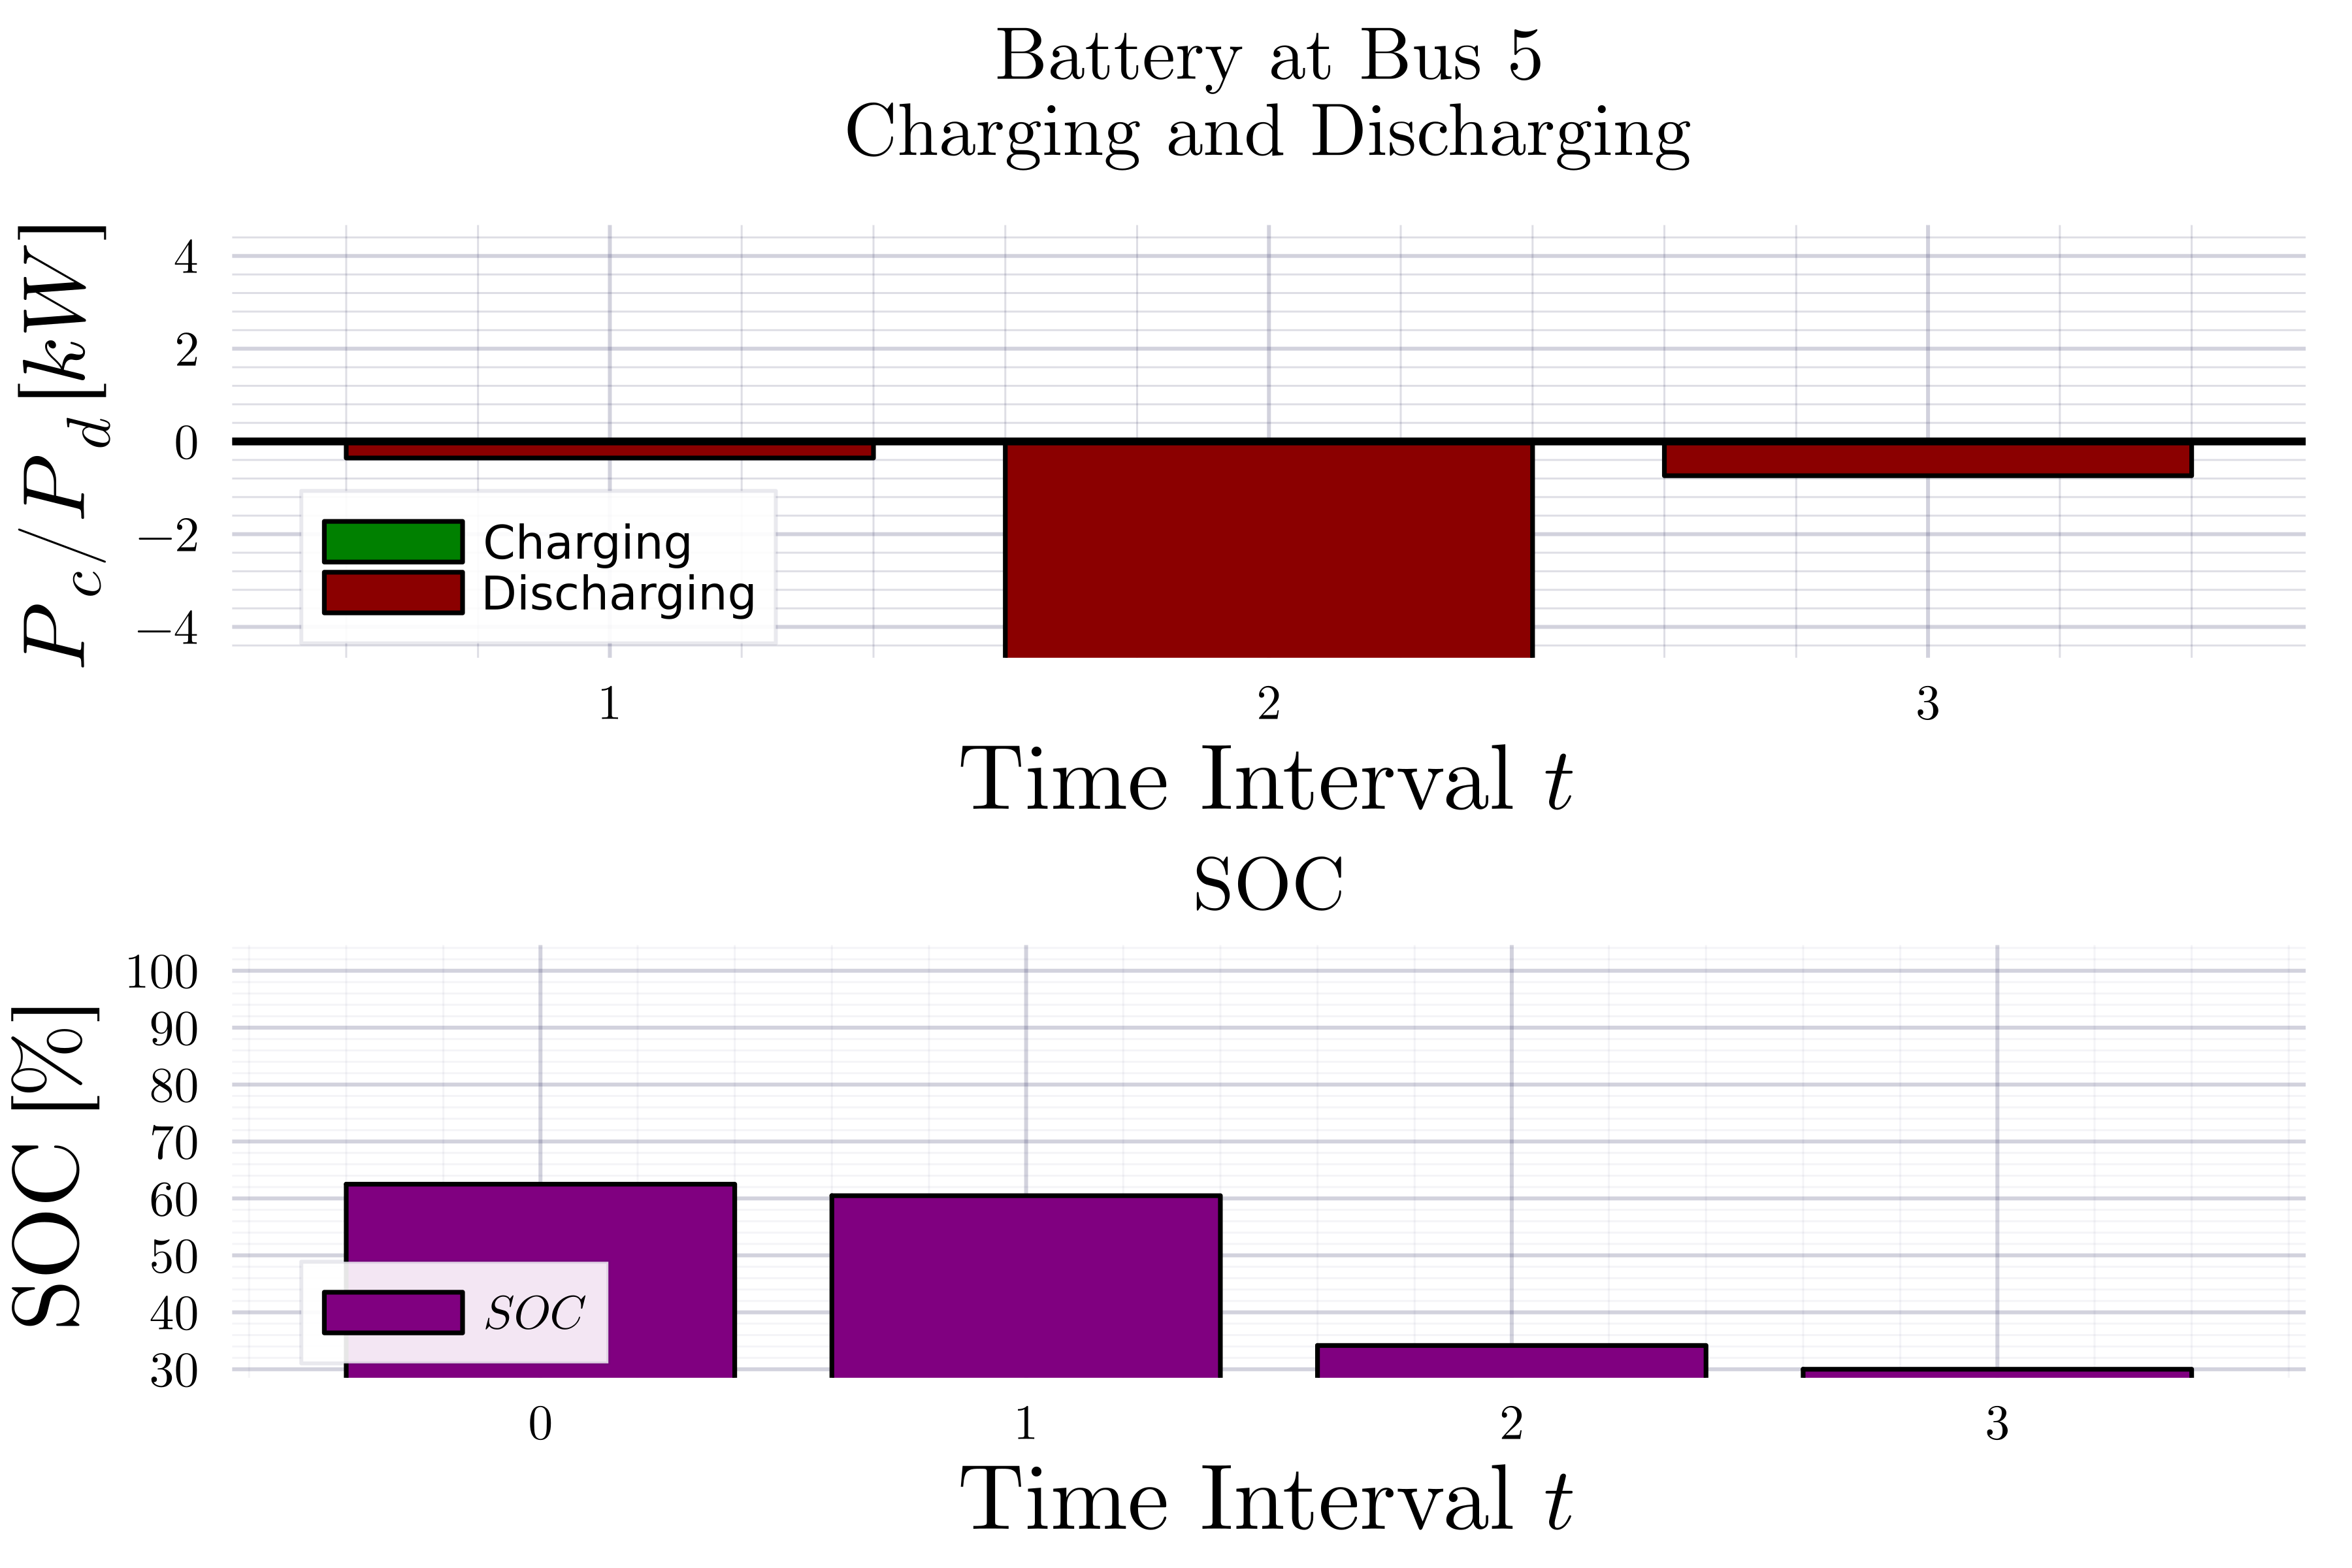 Battery at Bus 5
Charging and Discharging
P_c/P_d [kW]
4
2
0
−2
−4
Charging
Discharging
1 2 3
Time Interval t
SOC
SOC [%]
100
90
80
70
60
50
40
30
SOC
0 1 2 3
Time Interval t